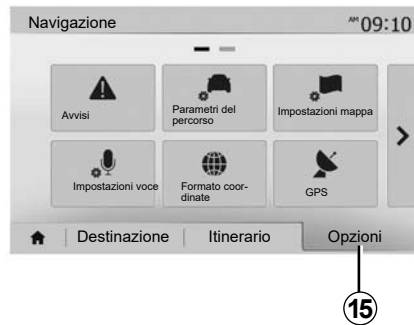 Navigazione
AM 09:10
Avvisi
Parametri del
percorso
Impostazioni mappa
Impostazioni voce
Formato coor-
dinate
GPS
Destinazione
Itinerario
Opzioni
15